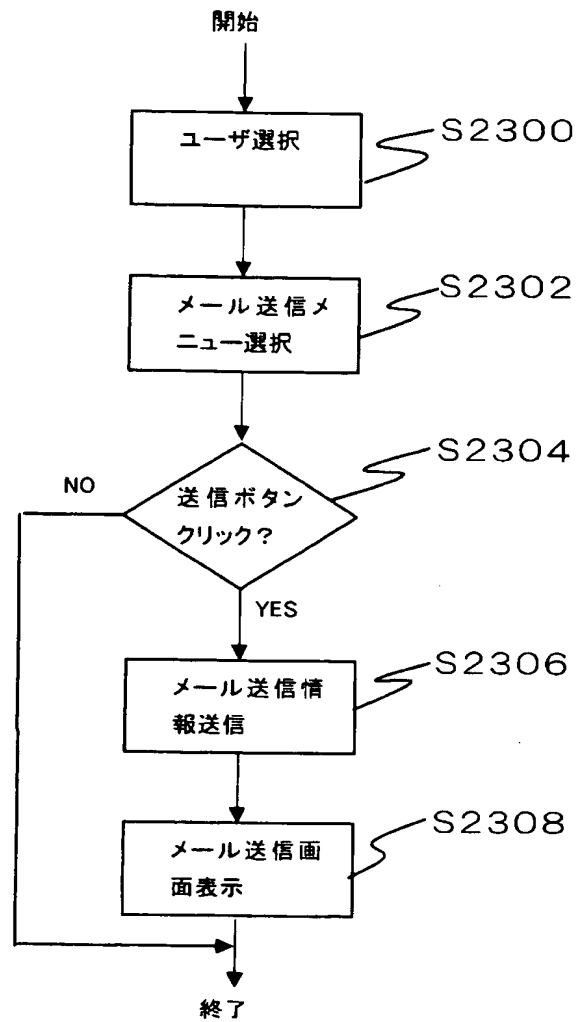 開始
ユーザ選択
S2300
メール送信メ
ニュー選択
S2302
送信ボタン
クリック?
S2304
NO
YES
メール送信情
報送信
S2306
メール送信画
面表示
S2308
終了